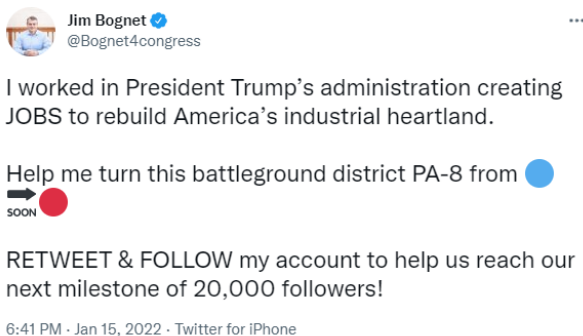 Jim Bognet
@Bognet4congress
I worked in President Trump’s administration creating
JOBS to rebuild America’s industrial heartland.
Help me turn this battleground district PA-8 from 🔵
🔜🔴
RETWEET & FOLLOW my account to help us reach our
next milestone of 20,000 followers!
6:41 PM · Jan 15, 2022 · Twitter for iPhone